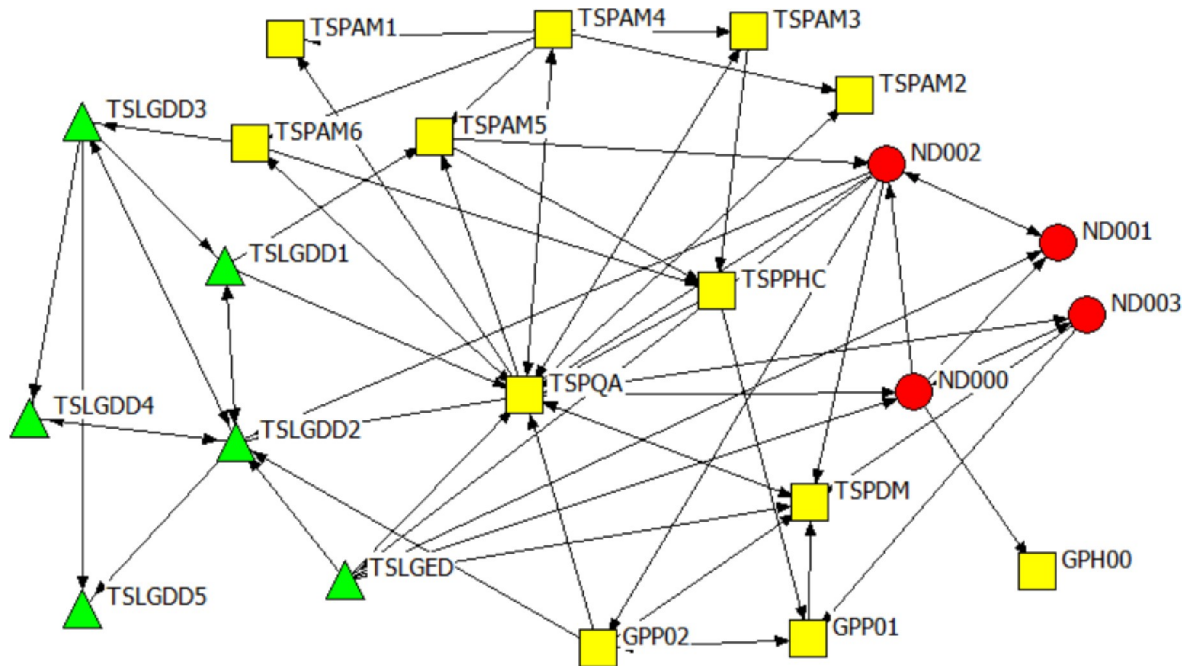 TSPAM1
TSPAM4
TSPAM3
TSPAM2
TSLGDD3
TSPAM6
TSPAM5
ND002
ND001
TSLGDD1
TSPPHC
ND003
TSPQA
ND000
TSLGDD4
TSLGDD2
TSPDM
TSLGED
GPH00
TSLGDD5
GPP02
GPP01